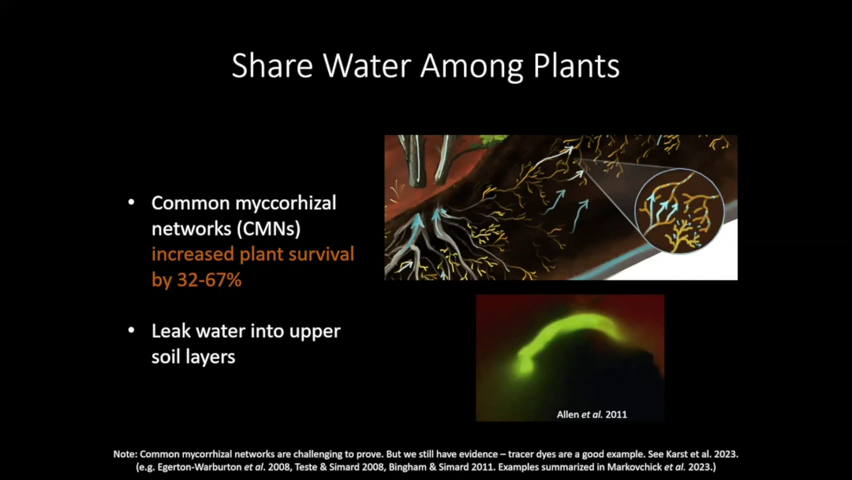 Share Water Among Plants
• Common myccorhizal
networks (CMNs)
increased plant survival
by 32-67%
• Leak water into upper
soil layers
Allen et al. 2011
Note: Common mycorrhizal networks are challenging to prove. But we still have evidence – tracer dyes are a good example. See Karst et al. 2023.
(e.g. Egerton-Warburton et al. 2008, Teste & Simard 2008, Bingham & Simard 2011. Examples summarized in Markovchick et al. 2023.)